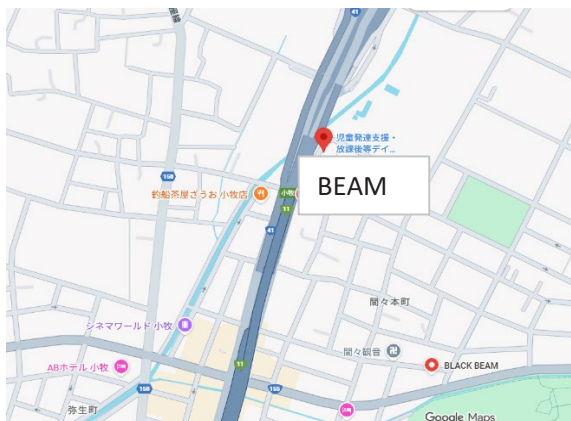 41
屋線
児童発達支援・
放課後等デイ...
158
釣船茶屋ざうお 小牧店
小牧
11
BEAM
41
間々本町
シネマワールド 小牧
間々観音
11
BLACK BEAM
ABホテル 小牧
158
155
弥生町
Google Maps